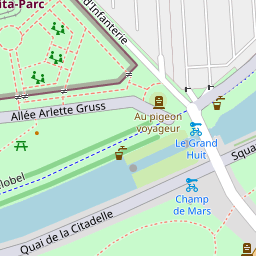 ita-Parc
d'Infanterie
Allée Arlette Gruss
Au pigeon
voyageur
Le Grand
Huit
Squa
lobel
Champ
de Mars
Quai de la Citadelle